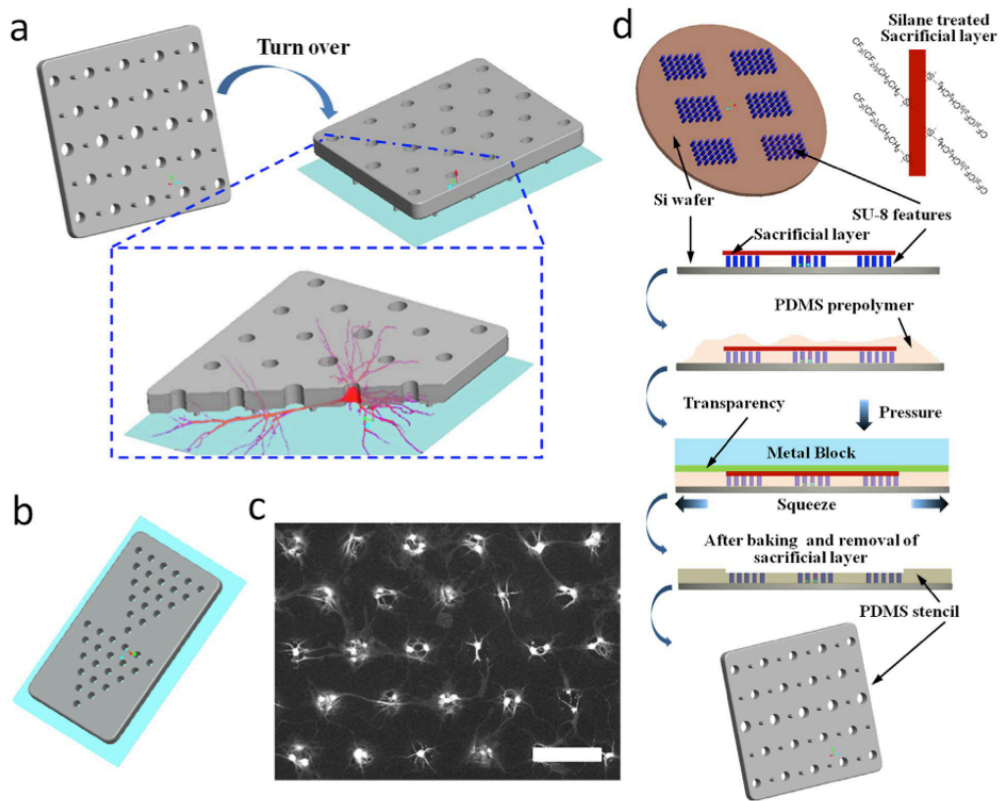 a
Turn over
b
c
d
Silane treated
Sacrificial layer
Si wafer
SU-8 features
Sacrificial layer
PDMS prepolymer
Transparency
Pressure
Metal Block
Squeeze
After baking and removal of
sacrificial layer
PDMS stencil